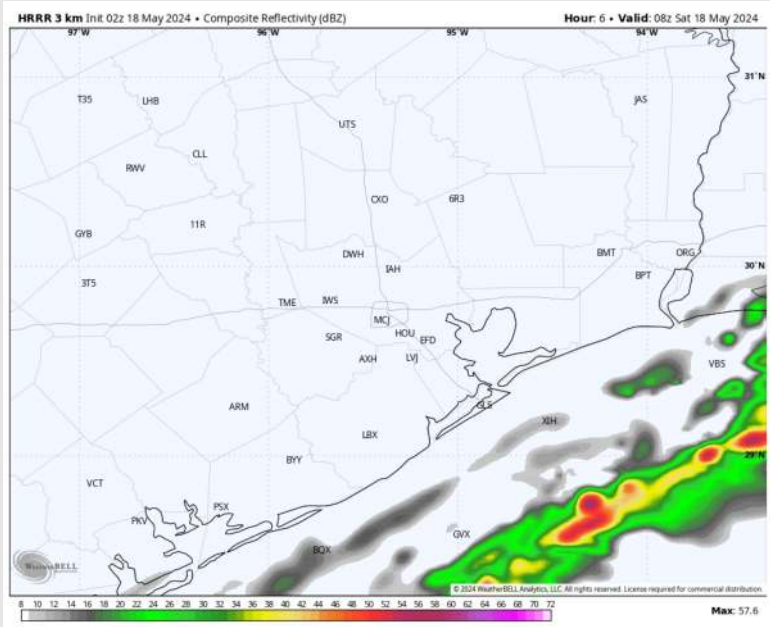 HRRR 3 km Init 02z 18 May 2024 • Composite Reflectivity (dBZ) Hour: 6 • Valid: 08z Sat 18 May 2024
97°W 96°W 95°W 94°W
31°N
T35 LHB JAS
UTS
CLL
RWV
CXO 6R3
11R
GYB
DWH BMT ORG
IAH 30°N
BPT
3T5
TME IWS
MCJ
SGR HOU EFD
AXH LVJ VBS
ARM GLS
XIH
LBX
BYY 29°N
VCT
PSX
PKV
GVX
BQX
WeatherBELL
© 2024 WeatherBELL Analytics, LLC. All rights reserved. License required for commercial distribution.
8 10 12 14 16 18 20 22 24 26 28 30 32 34 36 38 40 42 44 46 48 50 52 54 56 58 60 62 64 66 68 70 72
Max: 57.6